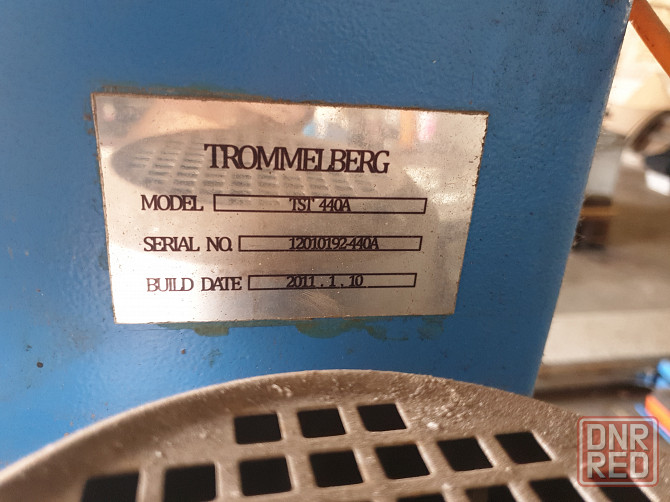 TROMMELBERG
MODEL TST 440A
SERIAL NO. 12010192-440A
BUILD DATE 2011 . 1 . 10
DNR
RED